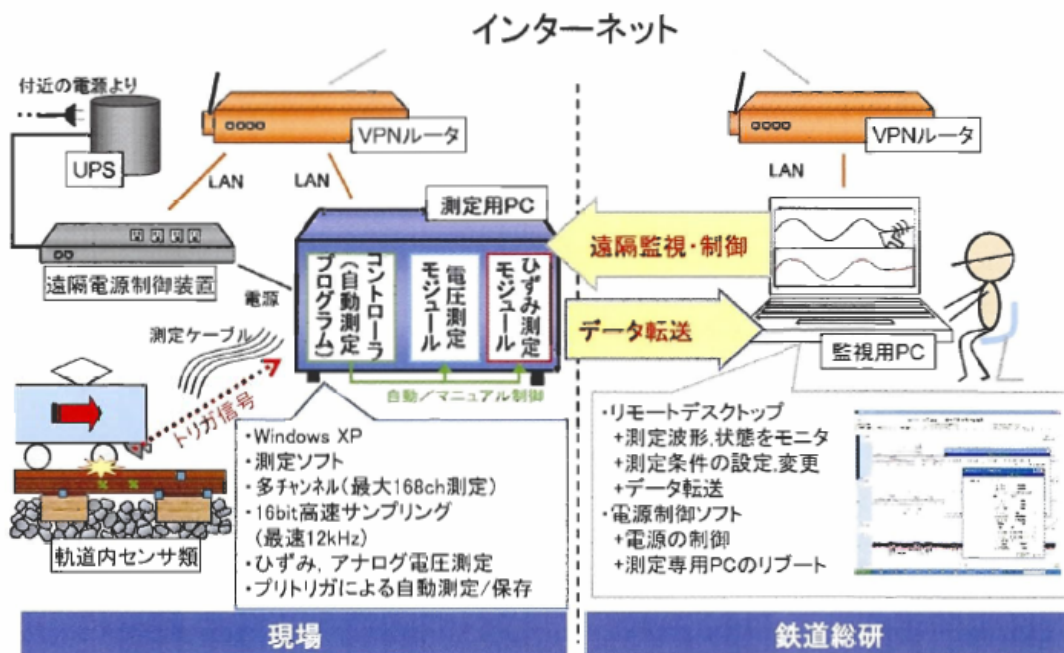 インターネット
付近の電源より
UPS
VPNルータ
LAN
LAN
遠隔電源制御装置
電源
測定用PC
コントローラ
(自動測定
プログラム)
電圧測定
モジュール
ひずみ測定
モジュール
自動/マニュアル制御
測定ケーブル
トリガ信号
軌道内センサ類
・Windows XP
・測定ソフト
・多チャンネル(最大168ch測定)
・16bit高速サンプリング
(最速12kHz)
・ひずみ, アナログ電圧測定
・プリトリガによる自動測定/保存
現場
VPNルータ
LAN
遠隔監視・制御
データ転送
監視用PC
・リモートデスクトップ
+測定波形,状態をモニタ
+測定条件の設定,変更
+データ転送
・電源制御ソフト
+電源の制御
+測定専用PCのリブート
鉄道総研